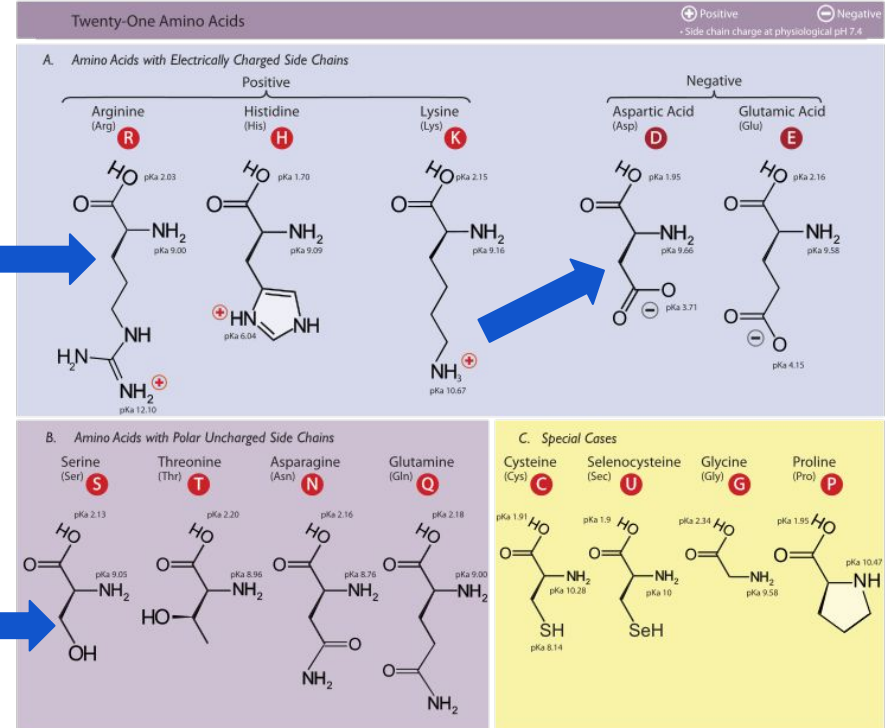 Twenty-One Amino Acids
+ Positive − Negative
• Side chain charge at physiological pH 7.4
A. Amino Acids with Electrically Charged Side Chains
Positive
Negative
Arginine
(Arg) R
Histidine
(His) H
Lysine
(Lys) K
Aspartic Acid
(Asp) D
Glutamic Acid
(Glu) E
HO pKa 2.03
O
NH2
pKa 9.00
NH
H2N
NH2 +
pKa 12.10
HO pKa 1.70
O
NH2
pKa 9.09
+ HN
NH
pKa 6.04
HO pKa 2.15
O
NH2
pKa 9.16
NH3 +
pKa 10.67
HO pKa 1.95
O
NH2
pKa 9.66
O
O − pKa 3.71
HO pKa 2.16
O
NH2
pKa 9.58
O
− O
pKa 4.15
B. Amino Acids with Polar Uncharged Side Chains
Serine
(Ser) S
Threonine
(Thr) T
Asparagine
(Asn) N
Glutamine
(Gln) Q
pKa 2.13
HO
O
pKa 9.05
NH2
OH
pKa 2.20
HO
O
pKa 8.96
NH2
HO
pKa 2.16
HO
O
pKa 8.76
NH2
O
NH2
pKa 2.18
HO
O
pKa 9.00
NH2
O
NH2
C. Special Cases
Cysteine
(Cys) C
Selenocysteine
(Sec) U
Glycine
(Gly) G
Proline
(Pro) P
pKa 1.91 HO
O
NH2
pKa 10.28
SH
pKa 8.14
pKa 1.9 HO
O
NH2
pKa 10
SeH
pKa 2.34 HO
O
NH2
pKa 9.58
pKa 1.95 HO
O
pKa 10.47
NH